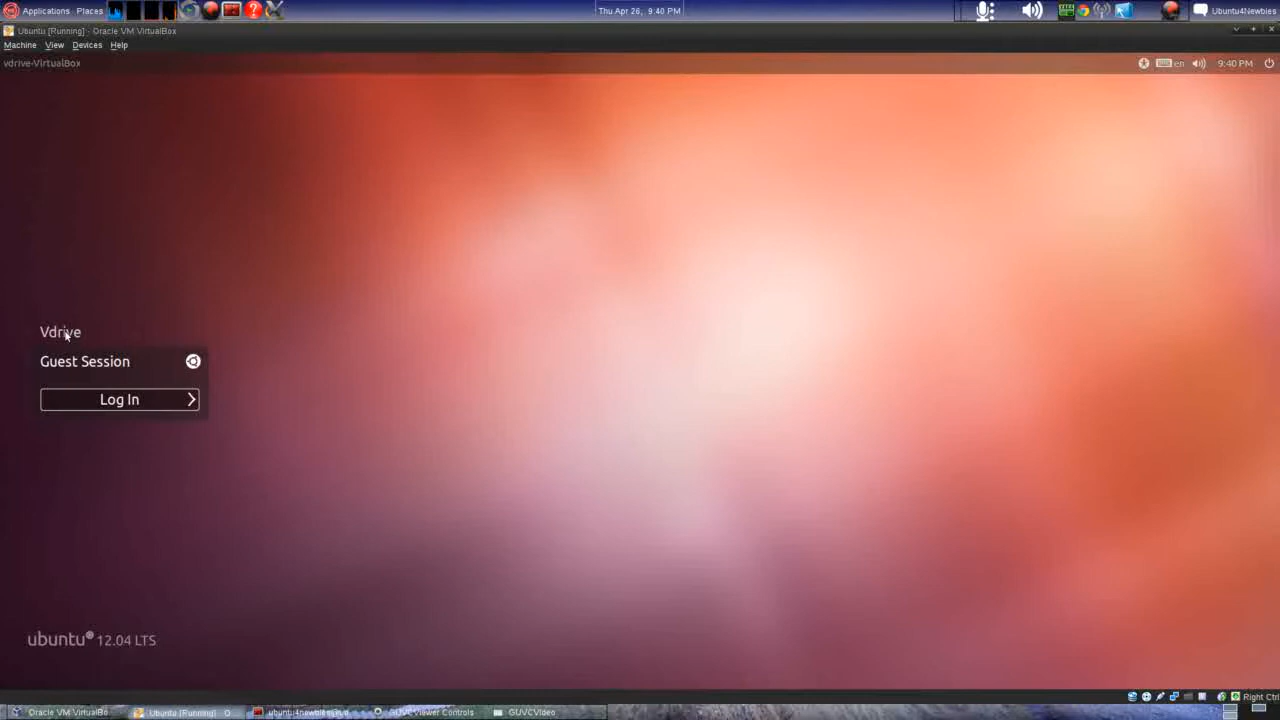 Applications Places
Thu Apr 26, 9:40 PM
Ubuntu4Newbies
Ubuntu [Running] - Oracle VM VirtualBox
Machine View Devices Help
vdrive-VirtualBox
en
9:40 PM
Vdrive
Guest Session
Log In
ubuntu® 12.04 LTS
Right Ctrl
Oracle VM VirtualBo
Ubuntu [Running] - O
GUVCViewer Controls
GUVCVideo